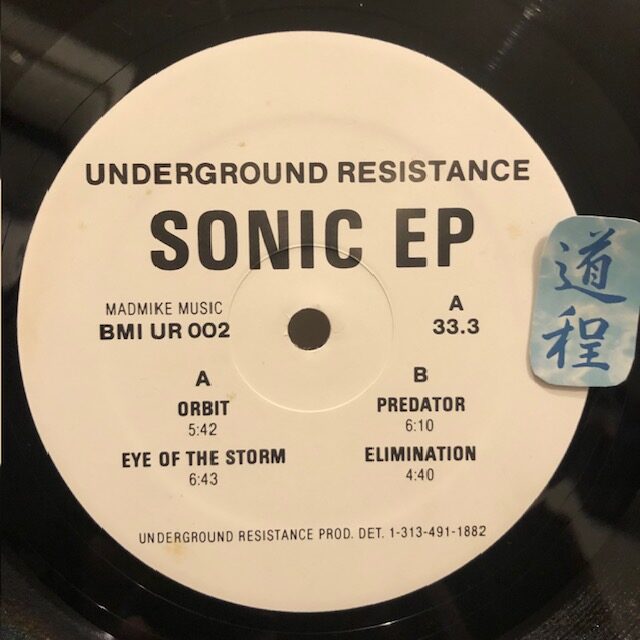 UNDERGROUND RESISTANCE
SONIC EP
MADMIKE MUSIC
BMI UR 002
A
33.3
A
ORBIT
5:42
EYE OF THE STORM
6:43
B
PREDATOR
6:10
ELIMINATION
4:40
UNDERGROUND RESISTANCE PROD. DET. 1-313-491-1882
道程